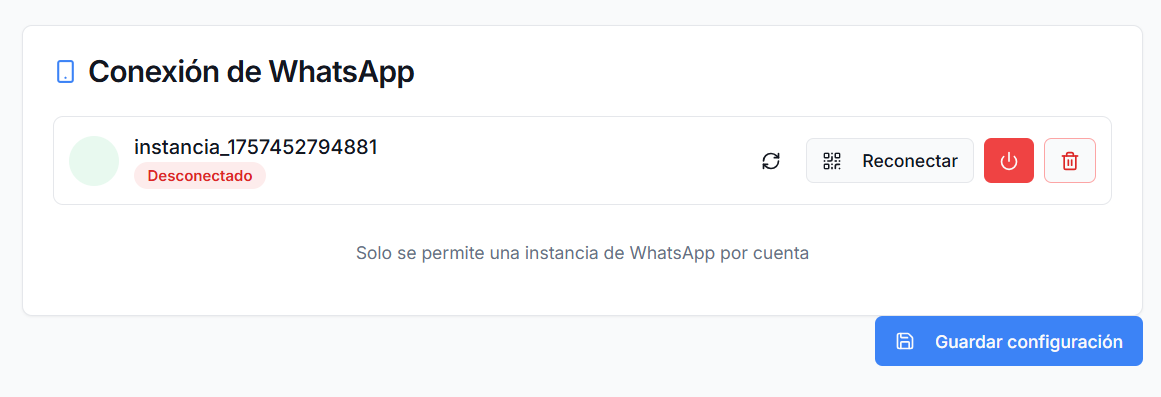 Conexión de WhatsApp
instancia_1757452794881
Desconectado
Reconectar
Solo se permite una instancia de WhatsApp por cuenta
Guardar configuración